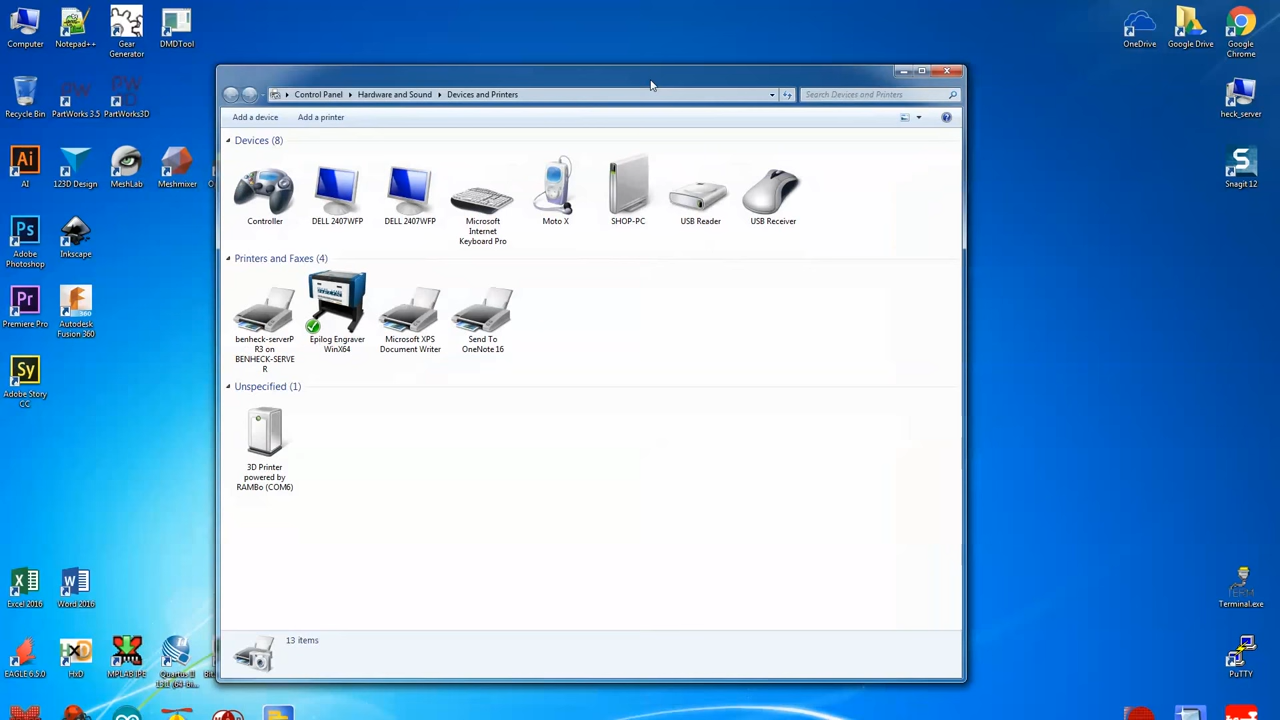 Computer
Notepad++
Gear
Generator
DMDTool
OneDrive
Google Drive
Google
Chrome
Recycle Bin
PartWorks 3.5
PartWorks3D
heck_server
AI
123D Design
MeshLab
Meshmixer
Snagit 12
Adobe
Photoshop
Inkscape
Premiere Pro
Autodesk
Fusion 360
Adobe Story
CC
Excel 2016
Word 2016
Terminal.exe
EAGLE 6.5.0
HxD
MPLAB IPE
Quartus II
PuTTY
Control Panel
Hardware and Sound
Devices and Printers
Search Devices and Printers
Add a device
Add a printer
Devices (8)
Controller
DELL 2407WFP
DELL 2407WFP
Microsoft
Internet
Keyboard Pro
Moto X
SHOP-PC
USB Reader
USB Receiver
Printers and Faxes (4)
benheck-serverP
R3 on
BENHECK-SERVE
R
Epilog Engraver
WinX64
Microsoft XPS
Document Writer
Send To
OneNote 16
Unspecified (1)
3D Printer
powered by
RAMBo (COM6)
13 items